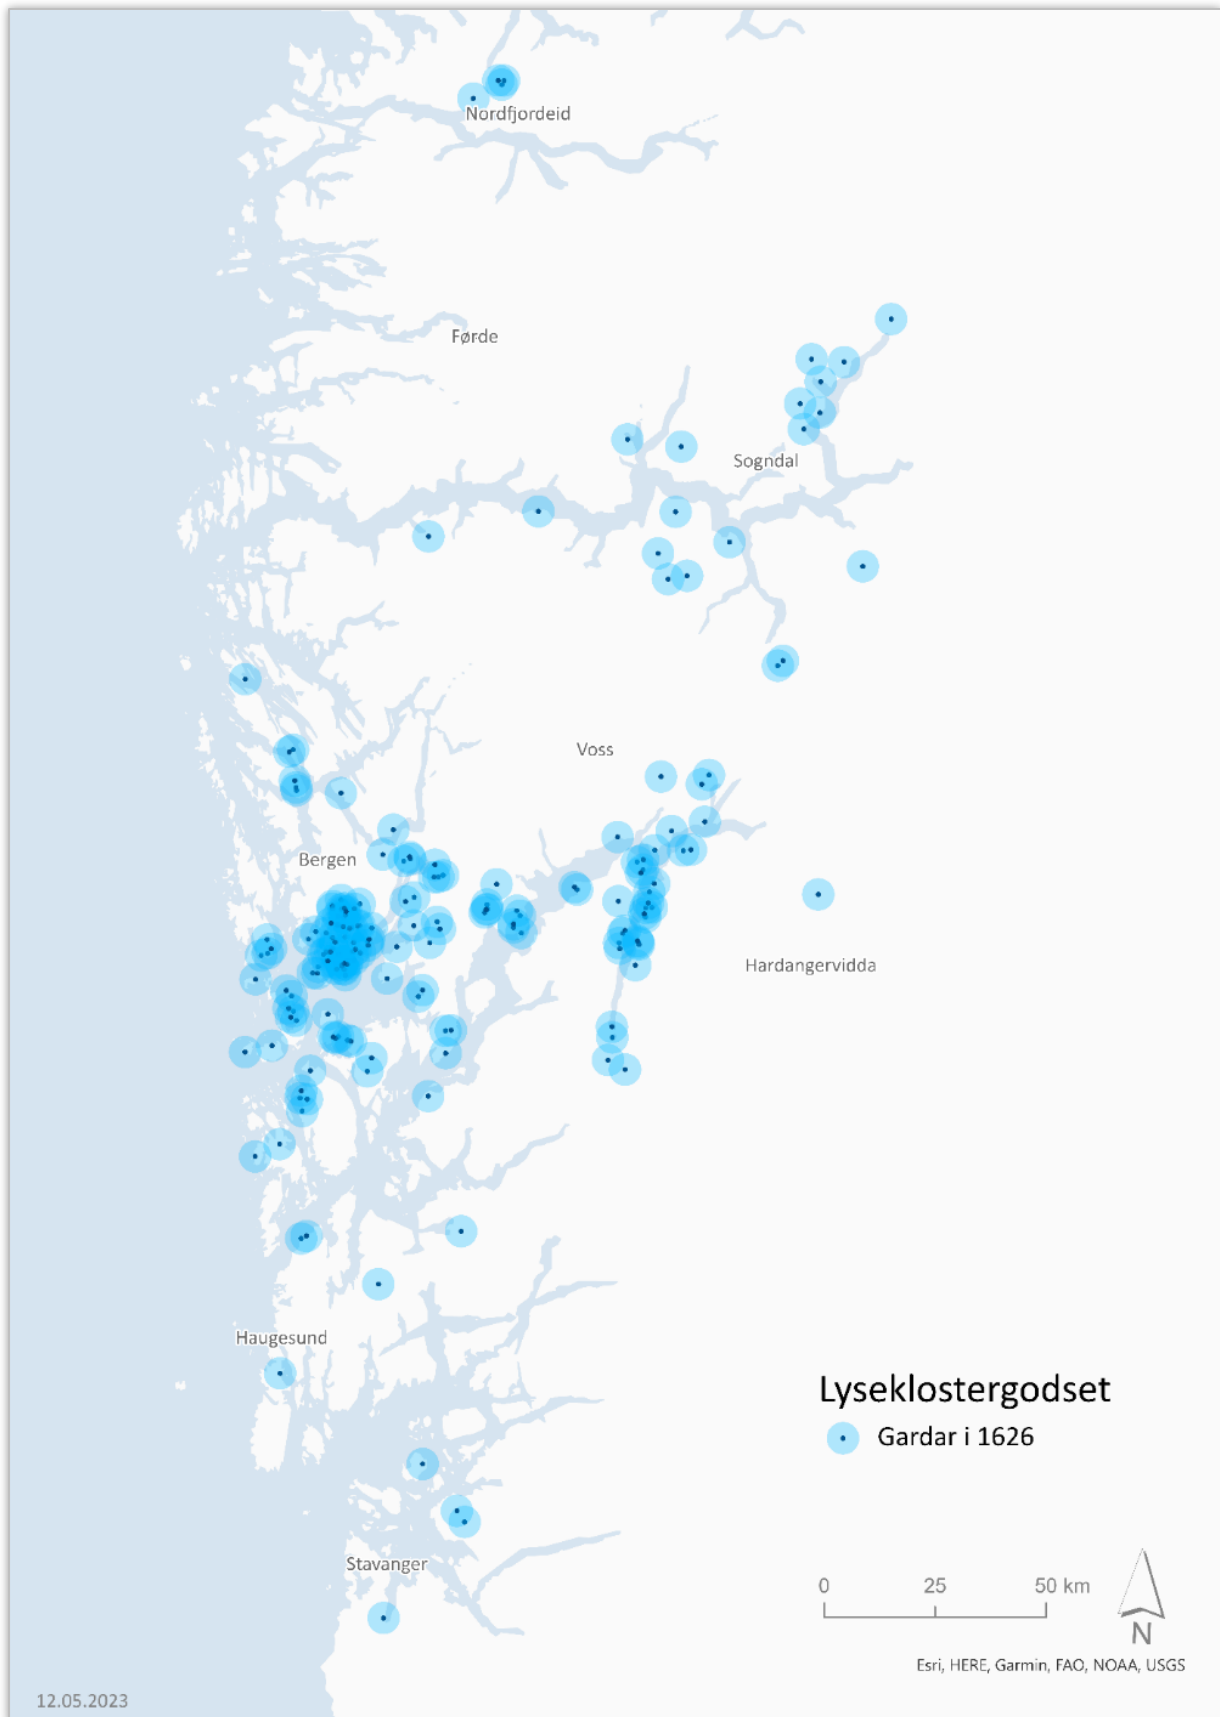 Nordfjordeid
Førde
Sogndal
Voss
Bergen
Hardangervidda
Haugesund
Lyseklostergodset
Gardar i 1626
Stavanger
0 25 50 km
N
Esri, HERE, Garmin, FAO, NOAA, USGS
12.05.2023